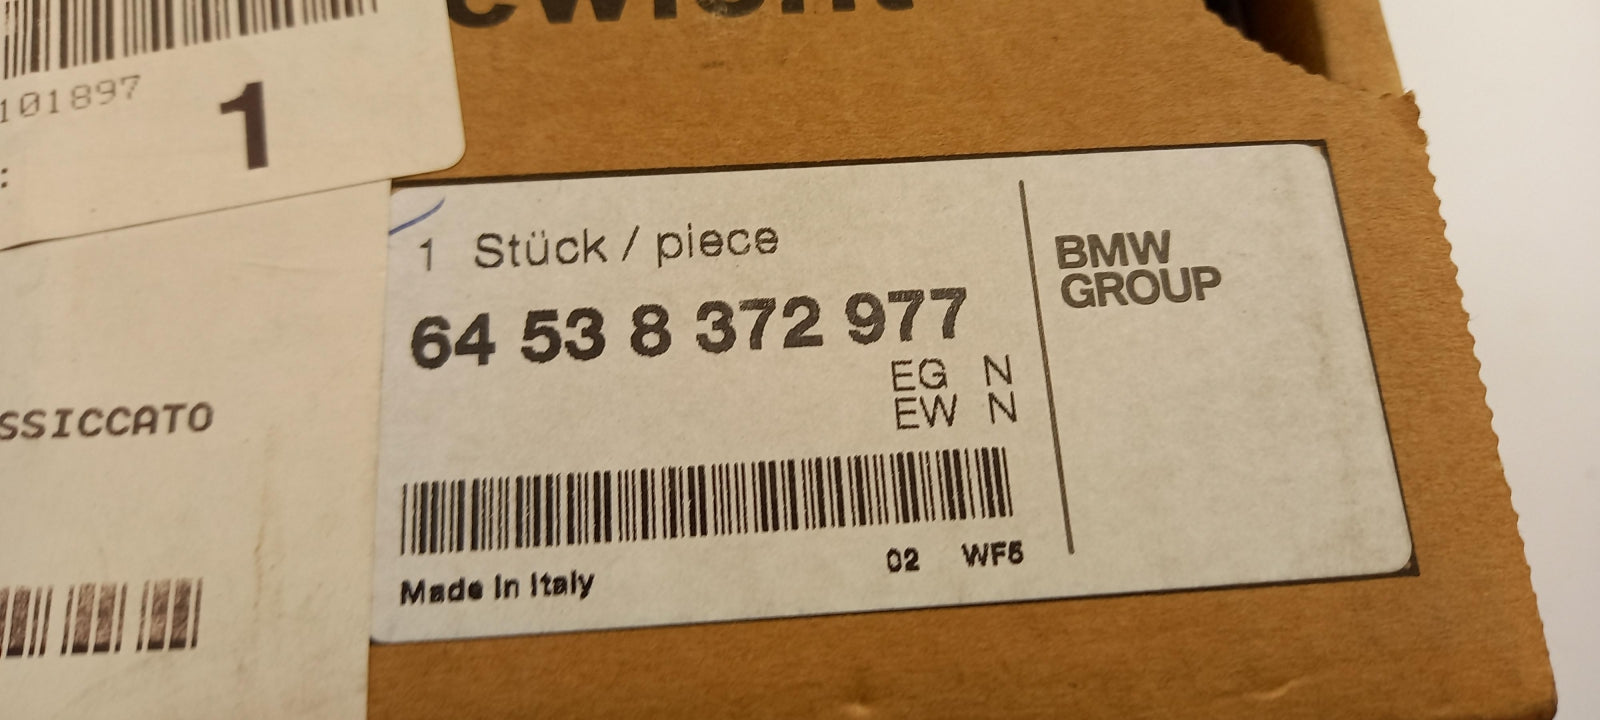 101897
1
:
1 Stück / piece
64 53 8 372 977
EG N
EW N
Made In Italy
02 WF5
BMW
GROUP
SSICCATO